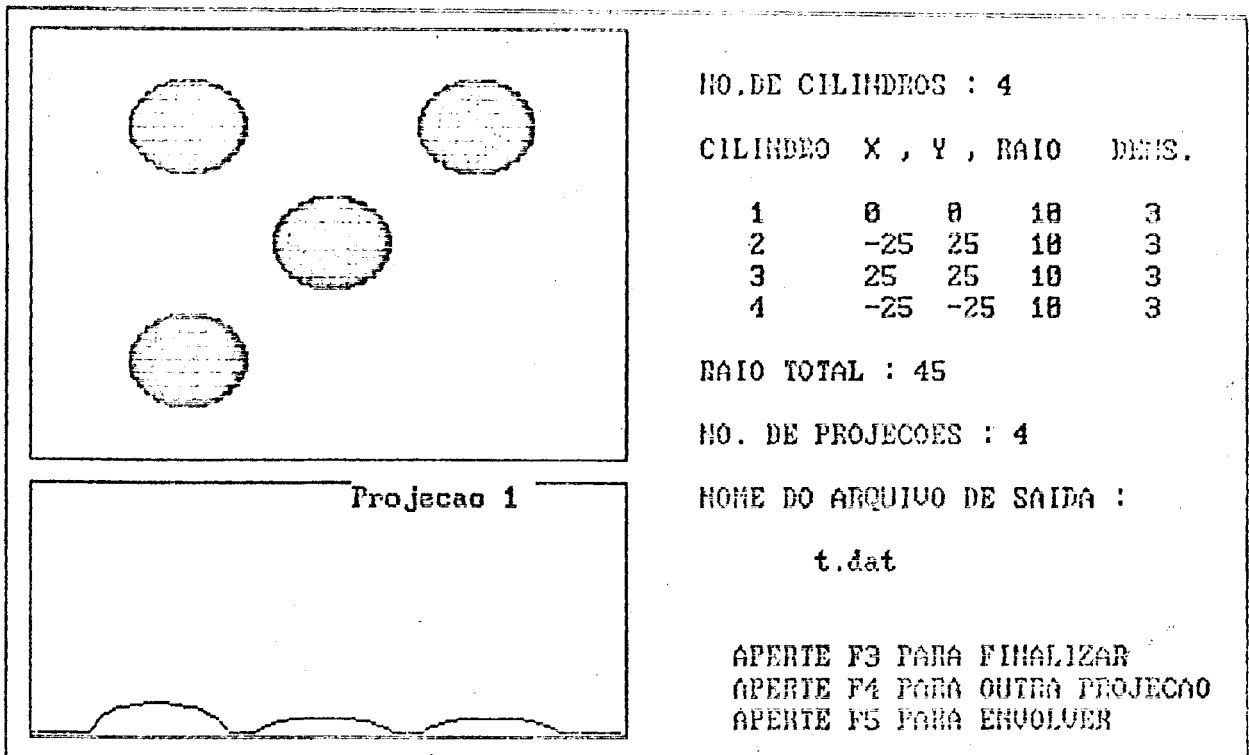 NO.DE CILINDROS : 4
CILINDRO X , Y , RAIO DENS.
1 0 0 10 3
2 -25 25 10 3
3 25 25 10 3
4 -25 -25 10 3
RAIO TOTAL : 45
NO. DE PROJECOES : 4
NOME DO ARQUIVO DE SAIDA :
t.dat
APERTE F3 PARA FINALIZAR
APERTE F4 PARA OUTRA PROJECAO
APERTE F5 PARA ENVOLVER
Projecao 1